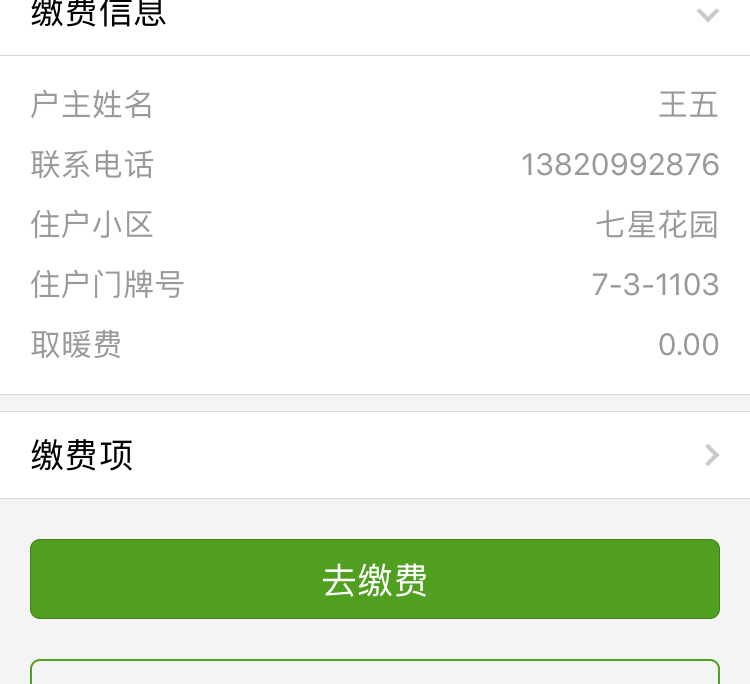 缴费信息
户主姓名 王五
联系电话 13820992876
住户小区 七星花园
住户门牌号 7-3-1103
取暖费 0.00
缴费项
去缴费